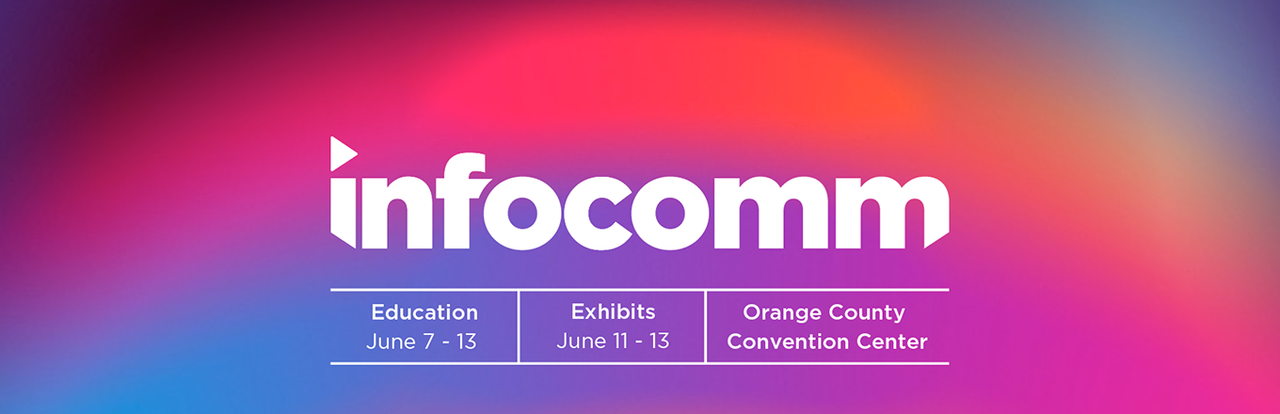 infocomm
Education
June 7 - 13
Exhibits
June 11 - 13
Orange County
Convention Center